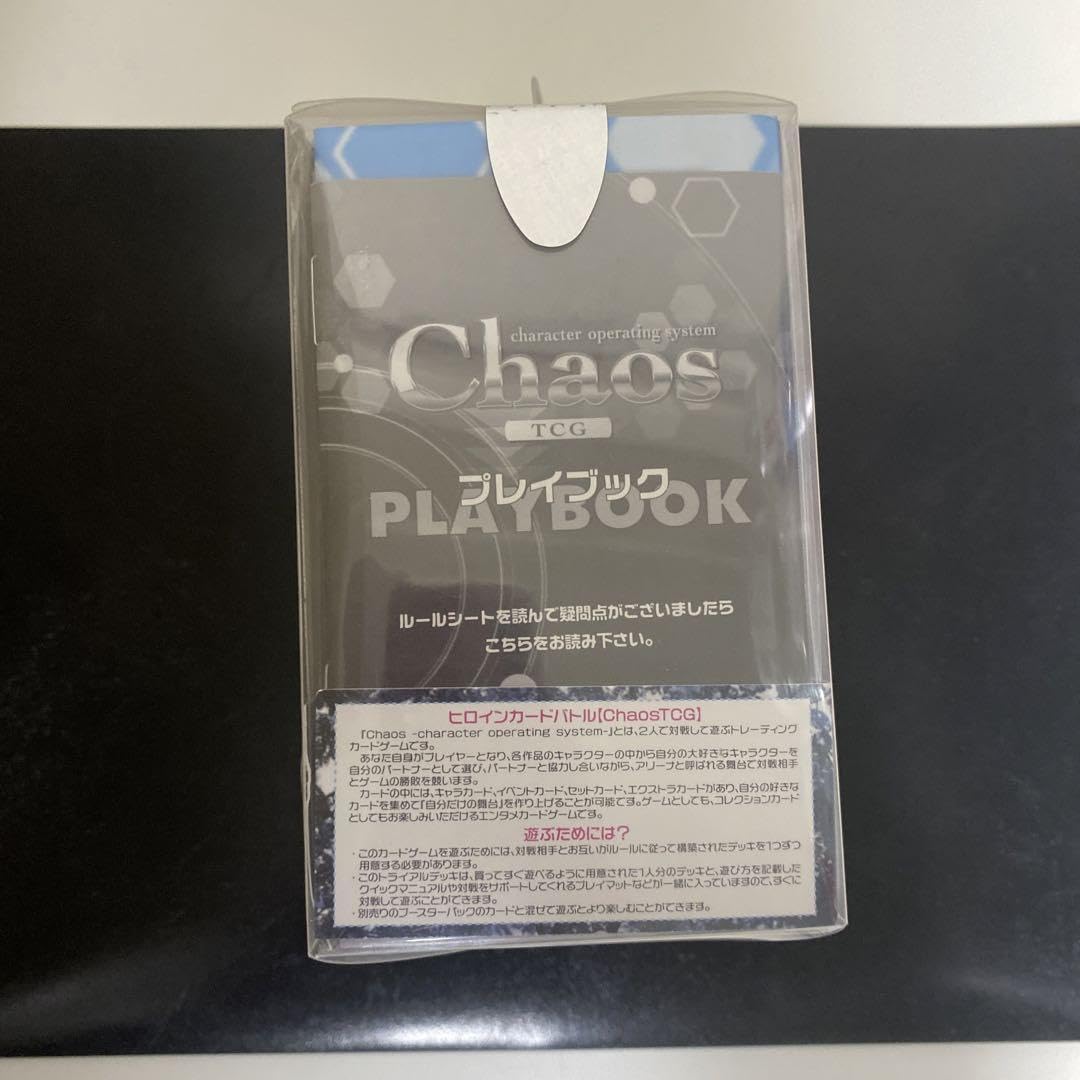 character operating system
Chaos
TCG
プレイブック
PLAYBOOK
ルールシートを読んで疑問点がございましたら
こちらをお読み下さい。
ヒロインカードバトル【ChaosTCG】
「Chaos -character operating system-」とは、2人で対戦して遊ぶトレーディング
カードゲームです。
あなた自身がプレイヤーとなり、各作品のキャラクターの中から自分の大好きなキャラクターを
自分のパートナーとして選び、パートナーと協力し合いながら、アリーナと呼ばれる舞台で対戦相手
とゲームの勝敗を競います。
カードの中には、キャラカード、イベントカード、セットカード、エクストラカードがあり、自分の好きな
カードを集めて「自分だけの舞台」を作り上げることが可能です。ゲームとしても、コレクションカード
としてもお楽しみいただけるエンタメカードゲームです。
遊ぶためには？
・このカードゲームを遊ぶためには、対戦相手とお互いがルールに従って構築されたデッキを1つずつ
用意する必要があります。
・このトライアルデッキは、買ってすぐ遊べるように用意された1人分のデッキと、遊び方を記載した
クイックマニュアルや対戦をサポートしてくれるプレイマットなどが一緒に入っていますので、すぐに
対戦して遊ぶことができます。
・別売りのブースターパックのカードと混ぜて遊ぶとより楽しむことができます。